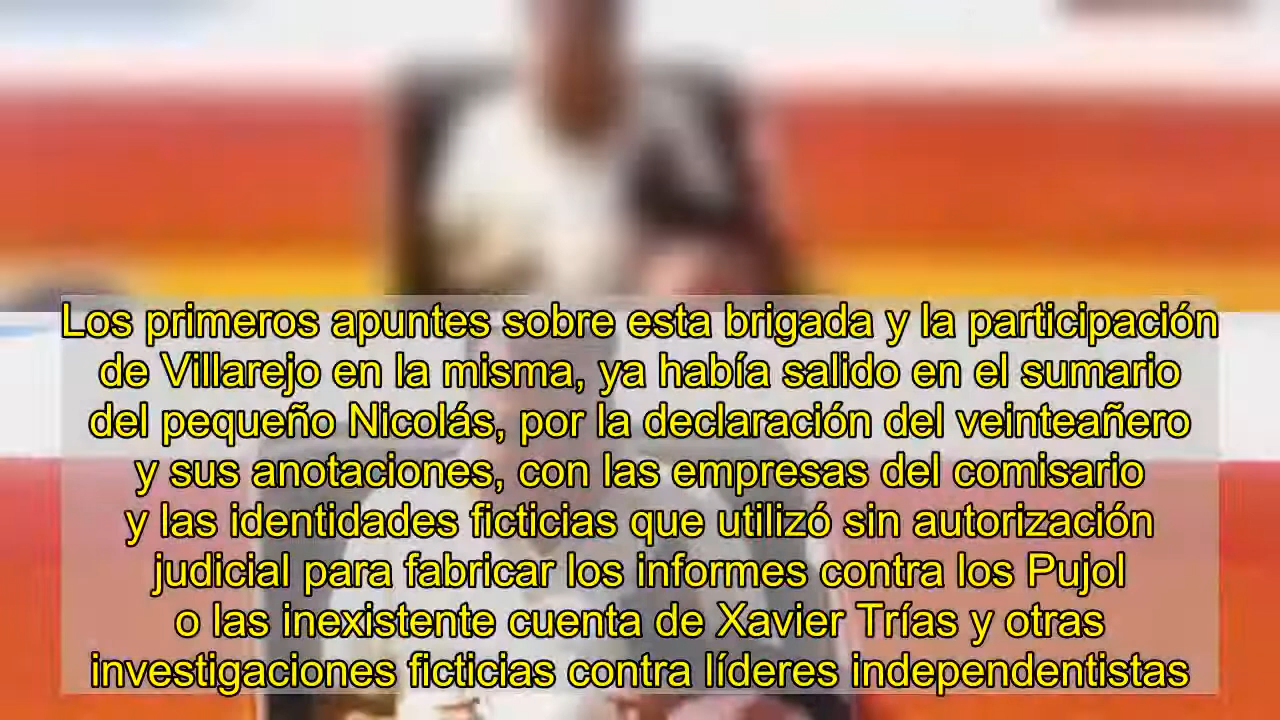 Los primeros apuntes sobre esta brigada y la participación
de Villarejo en la misma, ya había salido en el sumario
del pequeño Nicolás, por la declaración del veinteañero
y sus anotaciones, con las empresas del comisario
y las identidades ficticias que utilizó sin autorización
judicial para fabricar los informes contra los Pujol
o las inexistente cuenta de Xavier Trías y otras
investigaciones ficticias contra líderes independentistas